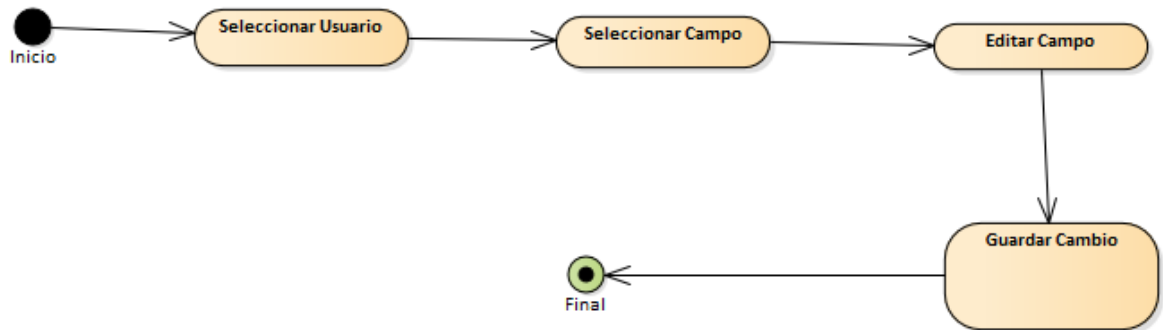 Inicio
Seleccionar Usuario
Seleccionar Campo
Editar Campo
Guardar Cambio
Final